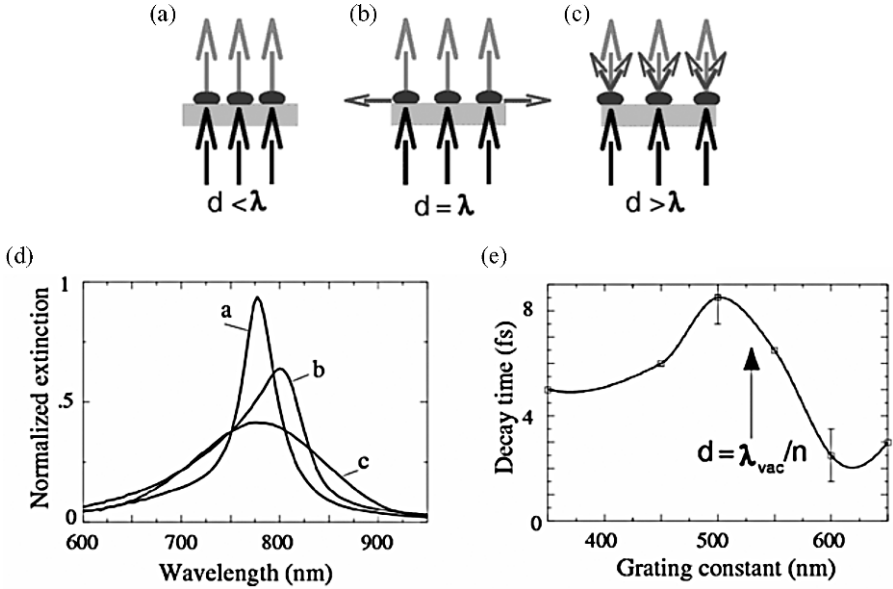 (a)
(b)
(c)
d < λ
d = λ
d > λ
(d)
(e)
Normalized extinction
1
.5
0
a
b
c
600
700
800
900
Wavelength (nm)
Decay time (fs)
8
4
0
d = λvac/n
400
500
600
Grating constant (nm)